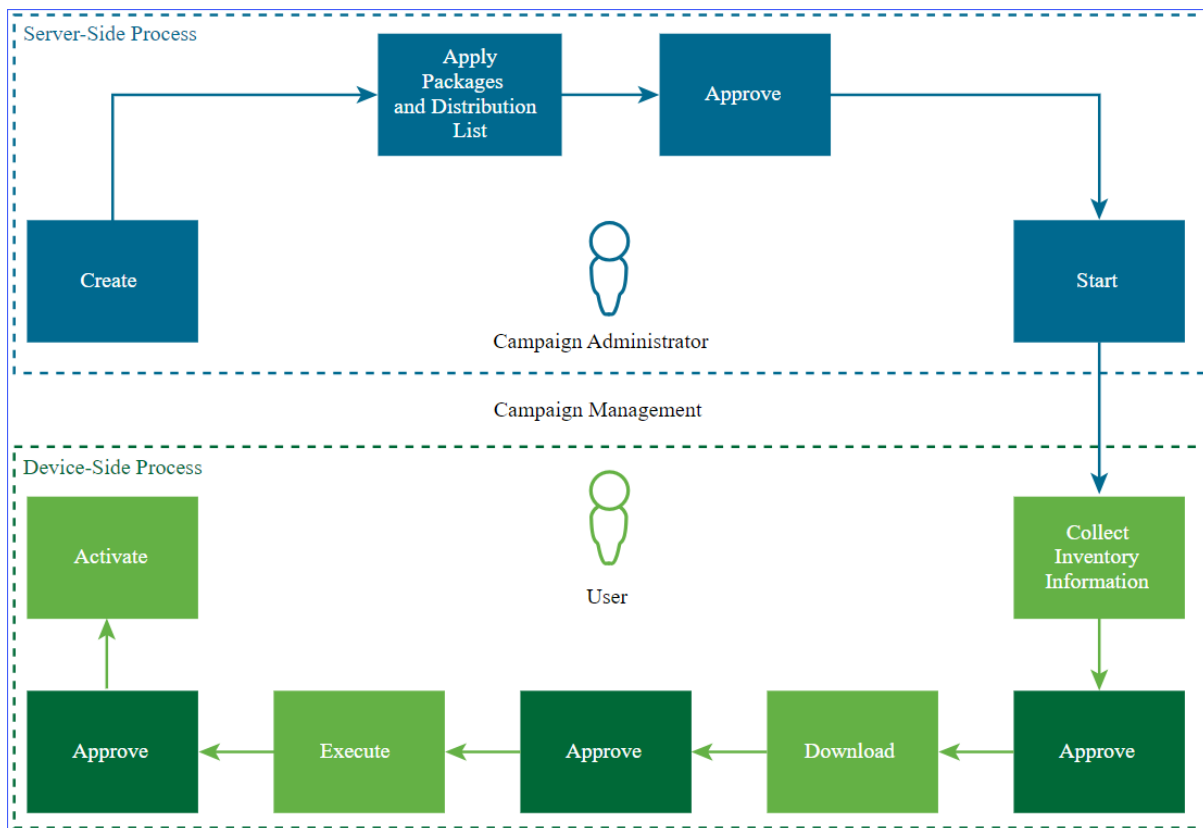 Server-Side Process
Apply
Packages
and Distribution
List
Approve
Create
Start
Campaign Administrator
Campaign Management
Device-Side Process
Activate
User
Collect
Inventory
Information
Approve
Execute
Approve
Download
Approve